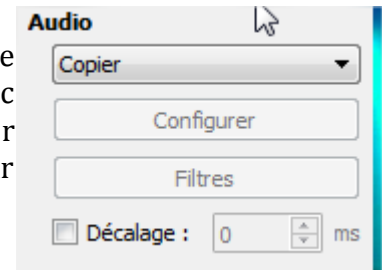 Audio
e
Copier
c
Configurer
r
r
Filtres
Décalage : 0 ms